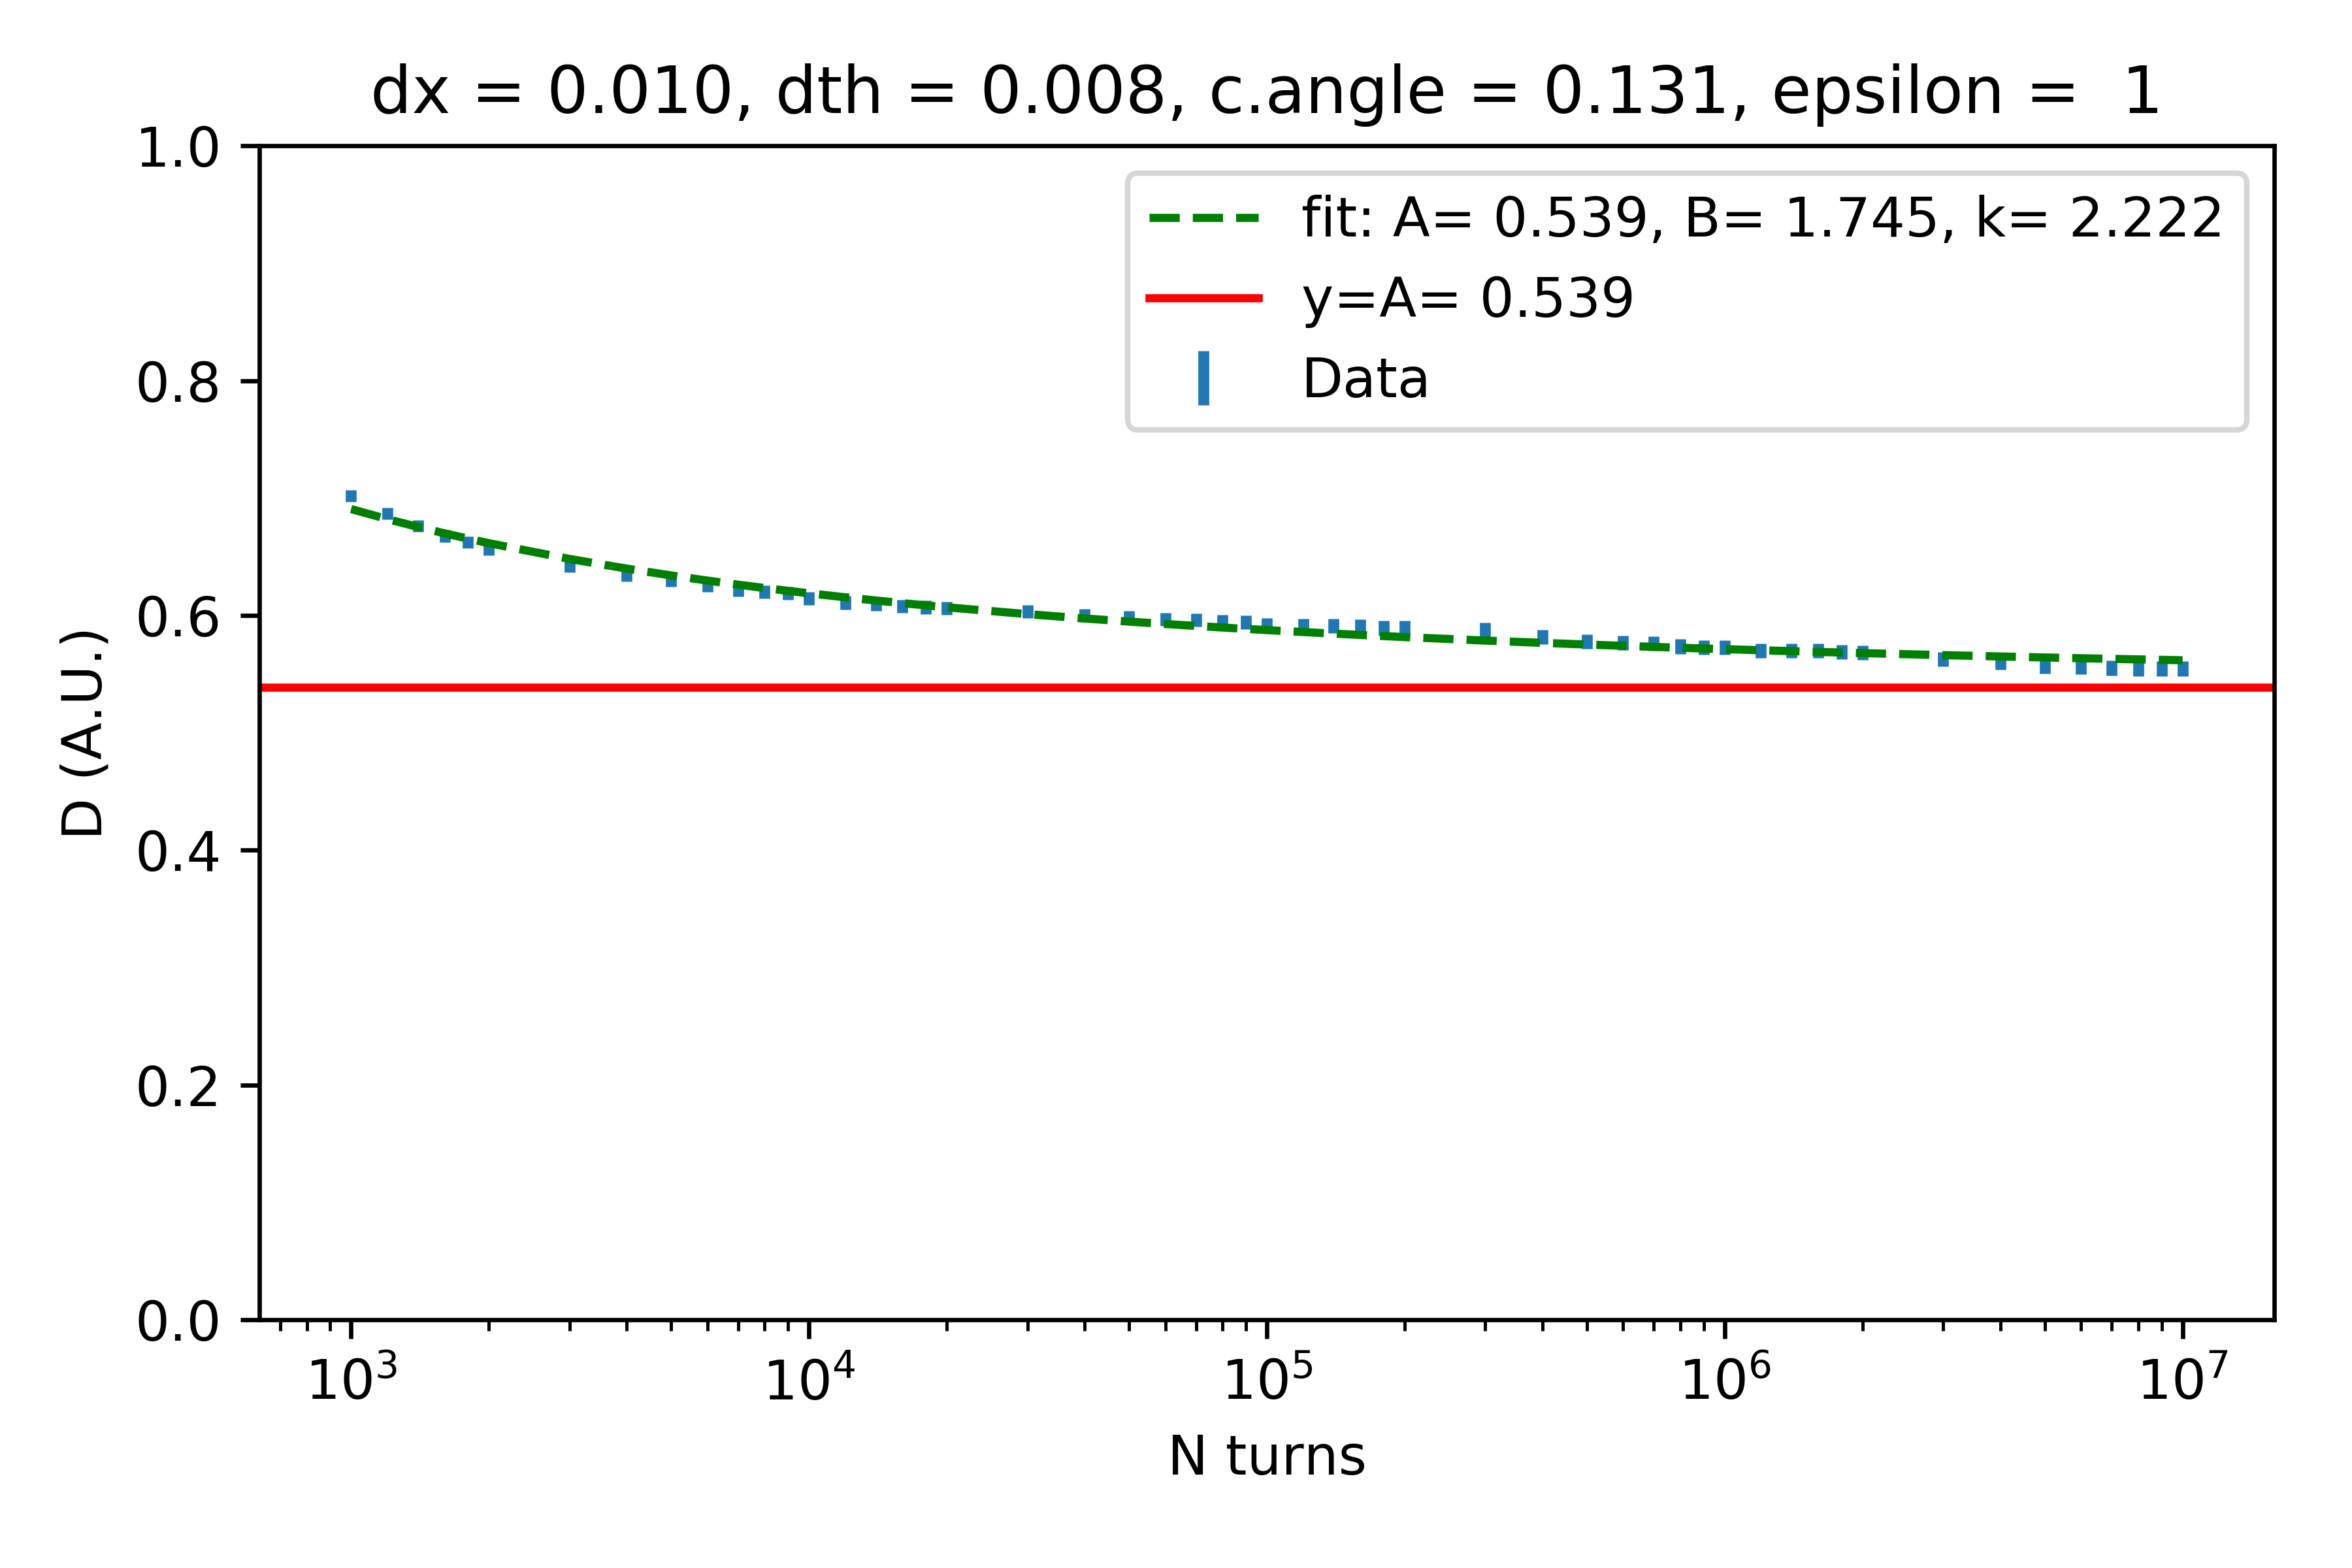 dx = 0.010, dth = 0.008, c.angle = 0.131, epsilon =  1
1.0
0.8
0.6
0.4
0.2
0.0
D (A.U.)
fit: A= 0.539, B= 1.745, k= 2.222
y=A= 0.539
Data
10³ 10⁴ 10⁵ 10⁶ 10⁷
N turns